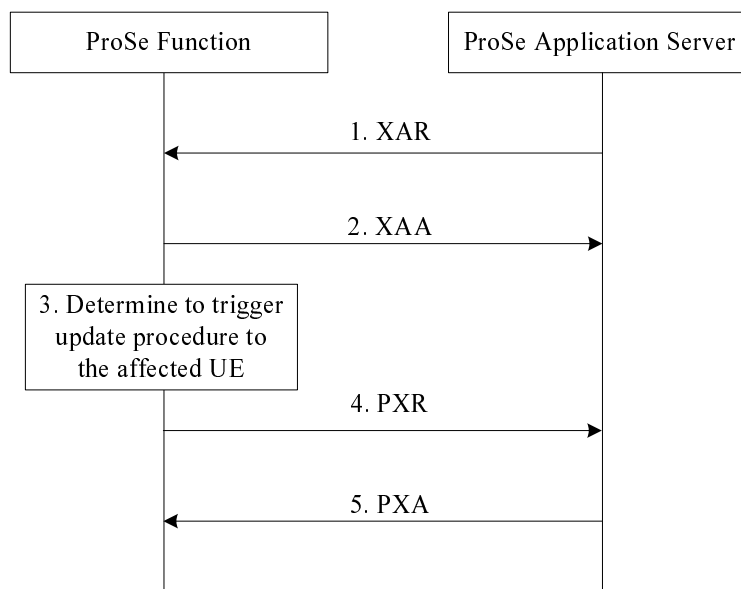 ProSe Function
ProSe Application Server
1. XAR
2. XAA
3. Determine to trigger
update procedure to
the affected UE
4. PXR
5. PXA